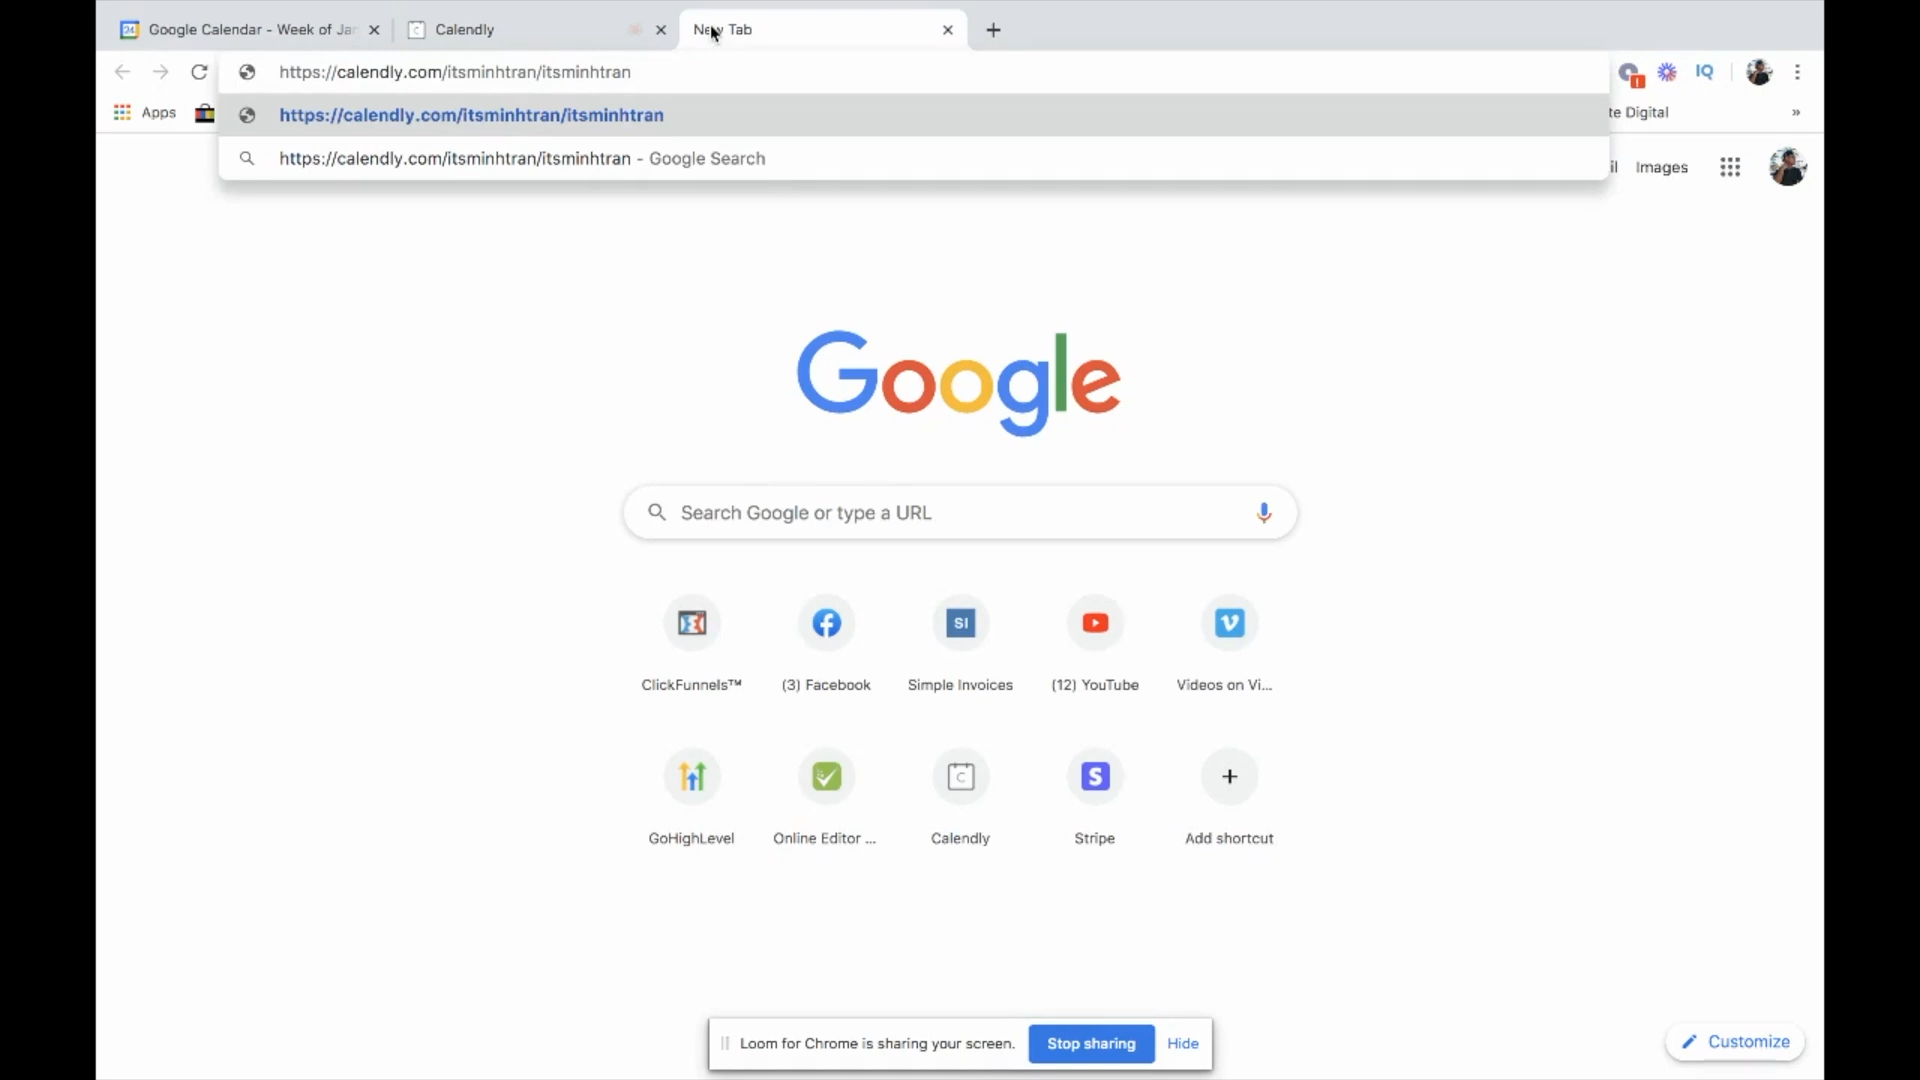 Google Calendar - Week of Jan
Calendly
New Tab
https://calendly.com/itsminhtran/itsminhtran
IQ
Apps
https://calendly.com/itsminhtran/itsminhtran
te Digital
»
https://calendly.com/itsminhtran/itsminhtran - Google Search
il Images
Google
Search Google or type a URL
SI
ClickFunnels™ (3) Facebook Simple Invoices (12) YouTube Videos on Vi...
C S
GoHighLevel Online Editor ... Calendly Stripe Add shortcut
Loom for Chrome is sharing your screen. Stop sharing Hide
Customize